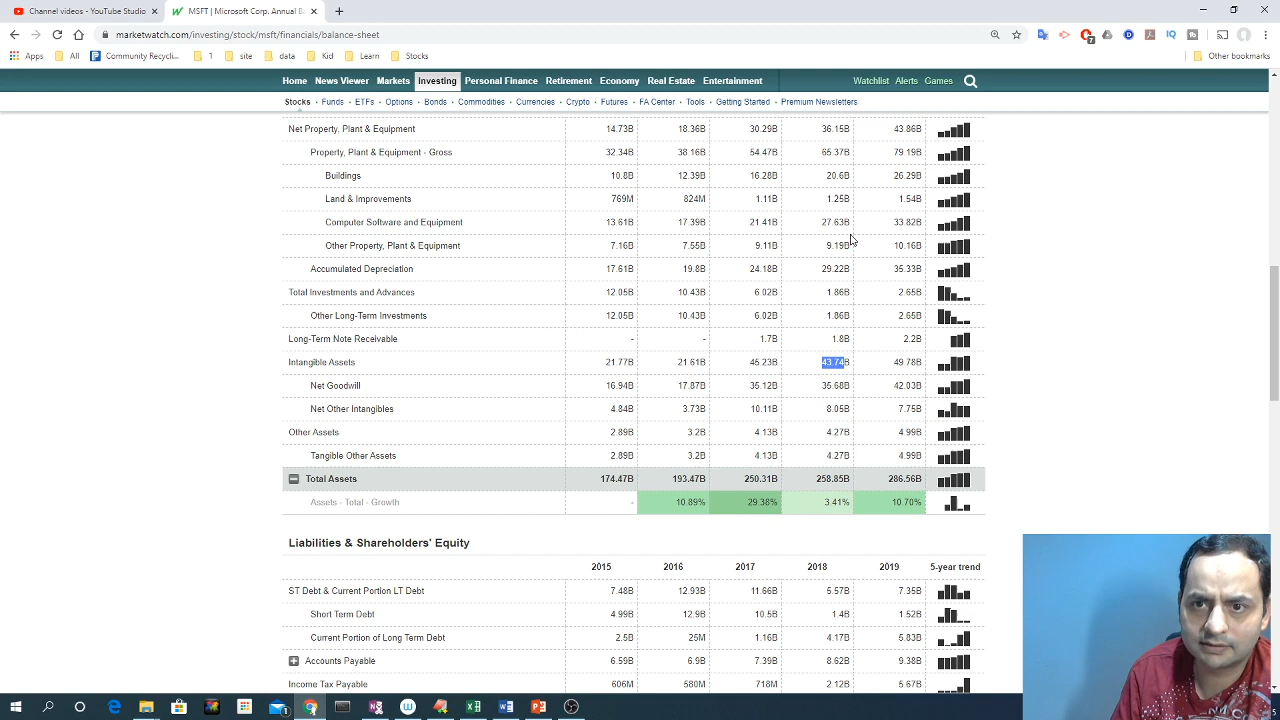 Channel videos - YouTube Studio
MSFT | Microsoft Corp. Annual B
marketwatch.com/investing/stock/msft/financials/balance-sheet
7
Apps All Community Recycli... 1 site data Kid Learn Stocks Other bookmarks
Home News Viewer Markets Investing Personal Finance Retirement Economy Real Estate Entertainment Watchlist Alerts Games
Stocks · Funds · ETFs · Options · Bonds · Commodities · Currencies · Crypto · Futures · FA Center · Tools · Getting Started · Premium Newsletters
Net Property, Plant & Equipment 14.73B 18.36B 30.29B 36.15B 43.86B
Property, Plant & Equipment - Gross 32.34B 38.16B 54.47B 65.37B 79.19B
Buildings 10.8B 12.39B 16.28B 20.6B 26.29B
Land & Improvements 769M 824M 1.11B 1.25B 1.54B
Computer Software and Equipment 13.61B 17.39B 21.41B 27.63B 33.82B
Other Property, Plant & Equipment 7.16B 7.55B 9.11B 9.19B 10.16B
Accumulated Depreciation 17.61B 19.8B 24.18B 29.22B 35.33B
Total Investments and Advances 12.05B 10.43B 6.02B 1.86B 2.65B
Other Long-Term Investments 12.05B 10.43B 6.02B 1.86B 2.65B
Long-Term Note Receivable - - 1.7B 1.8B 2.2B
Intangible Assets 21.77B 21.61B 45.23B 43.74B 49.78B
Net Goodwill 16.94B 17.87B 35.12B 35.68B 42.03B
Net Other Intangibles 4.84B 3.73B 10.11B 8.05B 7.75B
Other Assets 2.89B 3.2B 4.13B 4.27B 4.99B
Tangible Other Assets 2.89B 3.2B 4.13B 4.27B 4.99B
Total Assets 174.47B 193.47B 250.31B 258.85B 286.56B
Assets - Total - Growth - 10.89% 29.38% 3.41% 10.70%
Liabilities & Shareholders' Equity
2015 2016 2017 2018 2019 5-year trend
ST Debt & Current Portion LT Debt 7.48B 12.93B 11.66B 5.57B 7.35B
Short Term Debt 4.99B 12.9B 10.5B 1.4B 1.52B
Current Portion of Long Term Debt 2.5B 25M 1.16B 4.17B 5.83B
Accounts Payable 6.59B 6.9B 7.39B 8.62B 9.38B
Income Tax Payable 606M 580M 718M 2.12B 5.67B